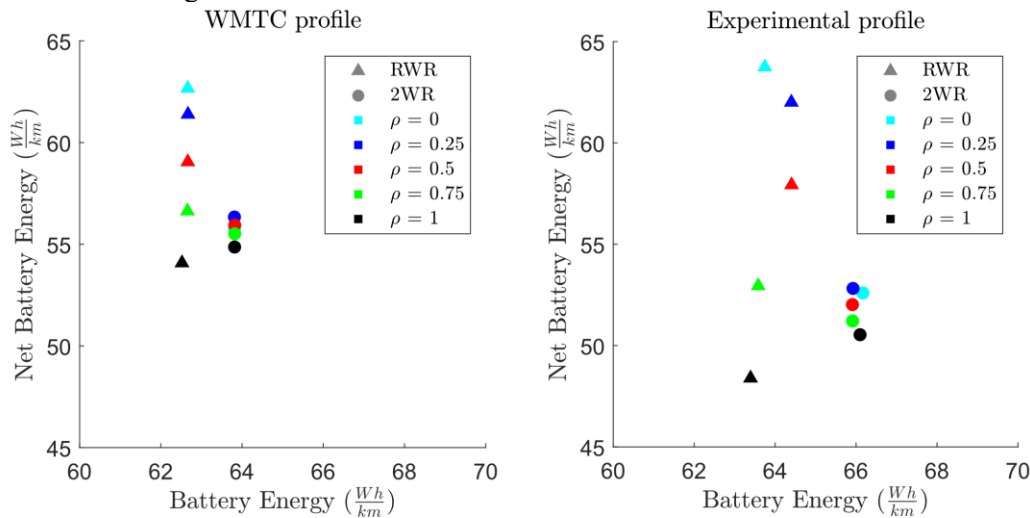 WMTC profile
65
60
55
50
45
60 62 64 66 68 70
Net Battery Energy (Wh/km)
Battery Energy (Wh/km)
RWR
2WR
ρ = 0
ρ = 0.25
ρ = 0.5
ρ = 0.75
ρ = 1
Experimental profile
65
60
55
50
45
60 62 64 66 68 70
Net Battery Energy (Wh/km)
Battery Energy (Wh/km)
RWR
2WR
ρ = 0
ρ = 0.25
ρ = 0.5
ρ = 0.75
ρ = 1